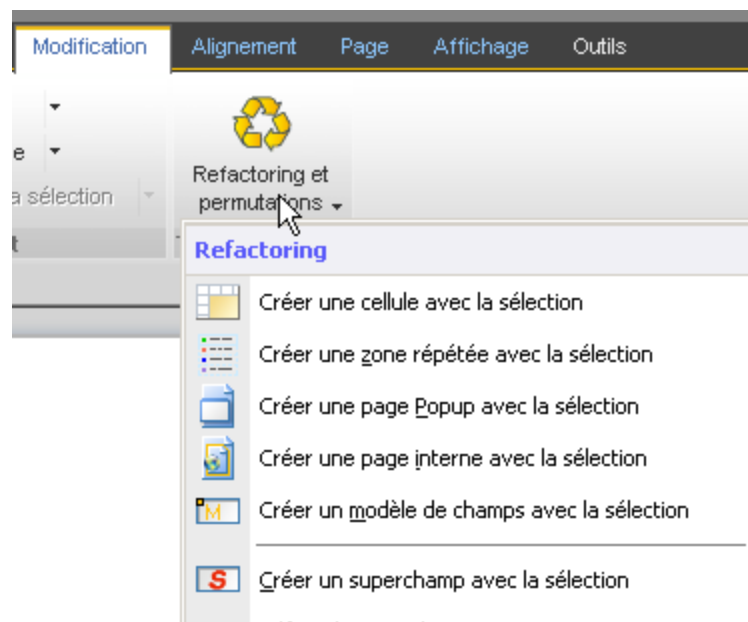 Modification Alignement Page Affichage Outils
e
Refactoring et
a sélection
permutations
t
Refactoring
Créer une cellule avec la sélection
Créer une zone répétée avec la sélection
Créer une page Popup avec la sélection
Créer une page interne avec la sélection
M Créer un modèle de champs avec la sélection
S Créer un superchamp avec la sélection